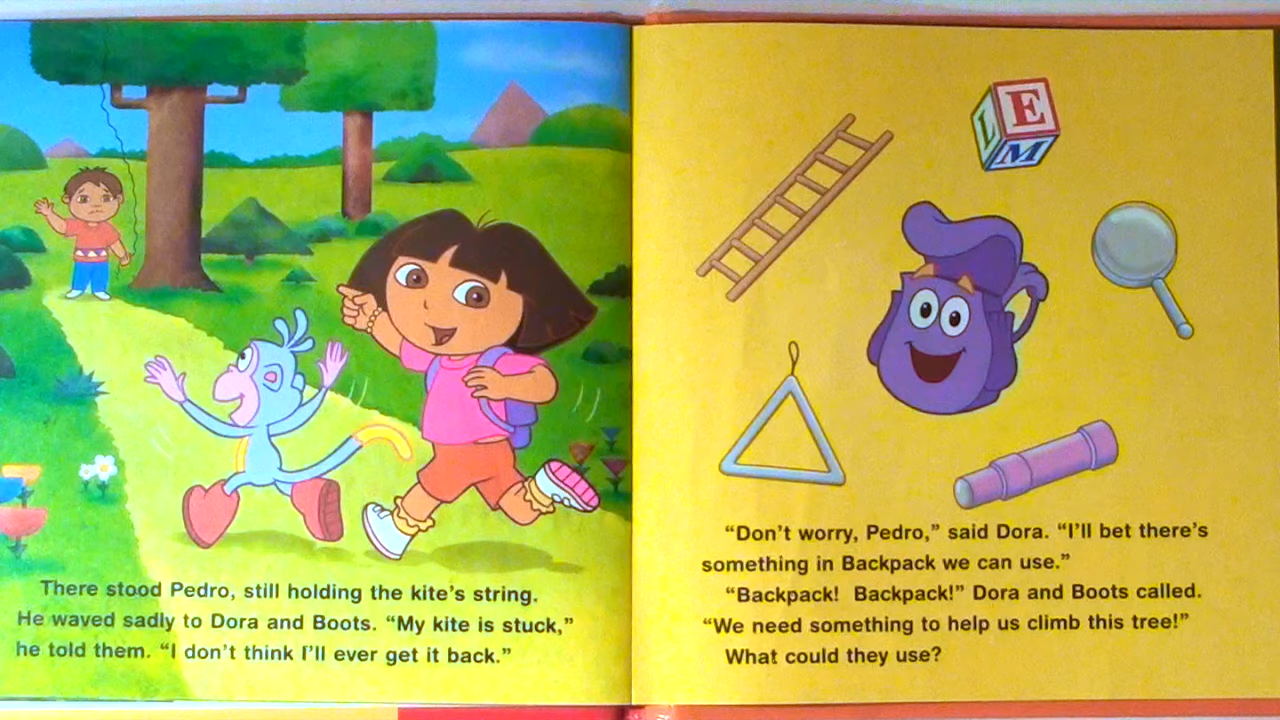 There stood Pedro, still holding the kite's string.
He waved sadly to Dora and Boots. “My kite is stuck,”
he told them. “I don't think I'll ever get it back.”
E
L
M
“Don't worry, Pedro,” said Dora. “I'll bet there's
something in Backpack we can use.”
“Backpack! Backpack!” Dora and Boots called.
“We need something to help us climb this tree!”
What could they use?